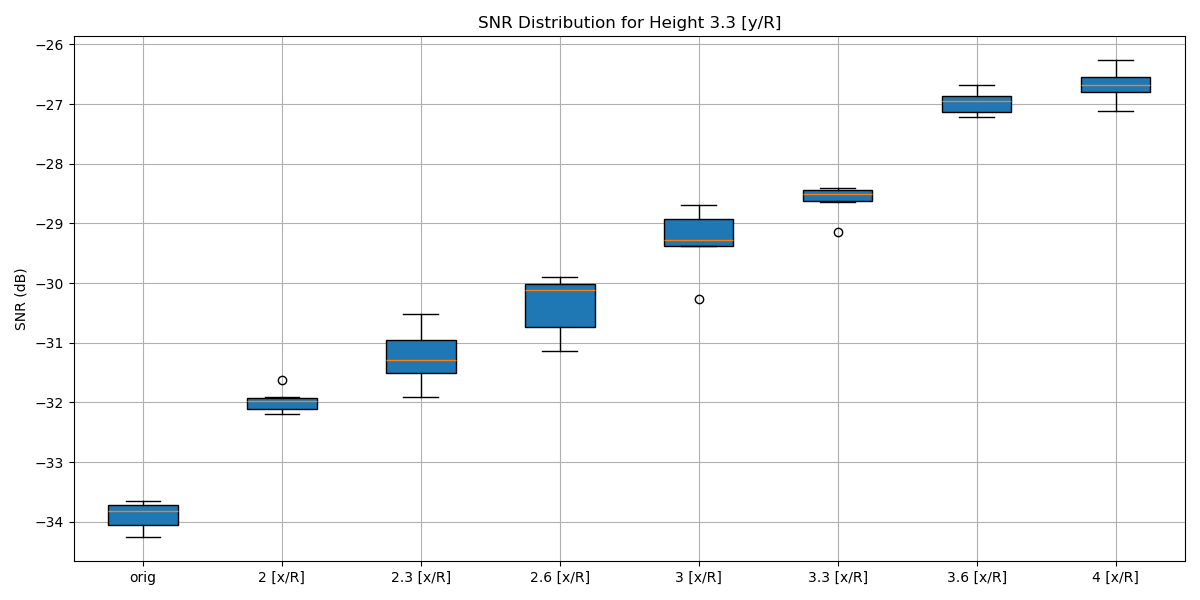 SNR Distribution for Height 3.3 [y/R]
SNR (dB)
−26
−27
−28
−29
−30
−31
−32
−33
−34
orig
2 [x/R]
2.3 [x/R]
2.6 [x/R]
3 [x/R]
3.3 [x/R]
3.6 [x/R]
4 [x/R]